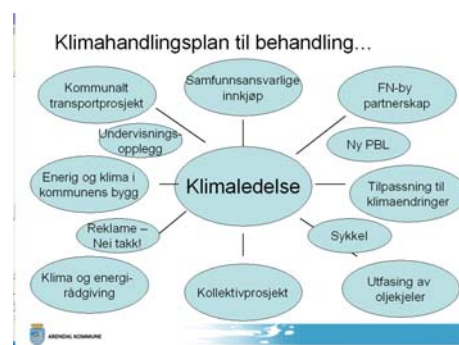 Klimahandlingsplan til behandling...
Kommunalt
transportprosjekt
Samfunnsansvarlige
innkjøp
FN-by
partnerskap
Undervisnings-
opplegg
Ny PBL
Enerig og klima i
kommunens bygg
Klimaledelse
Tilpassning til
klimaendringer
Reklame –
Nei takk!
Sykkel
Klima og energi-
rådgiving
Kollektivprosjekt
Utfasing av
oljekjeler
ARENDAL KOMMUNE